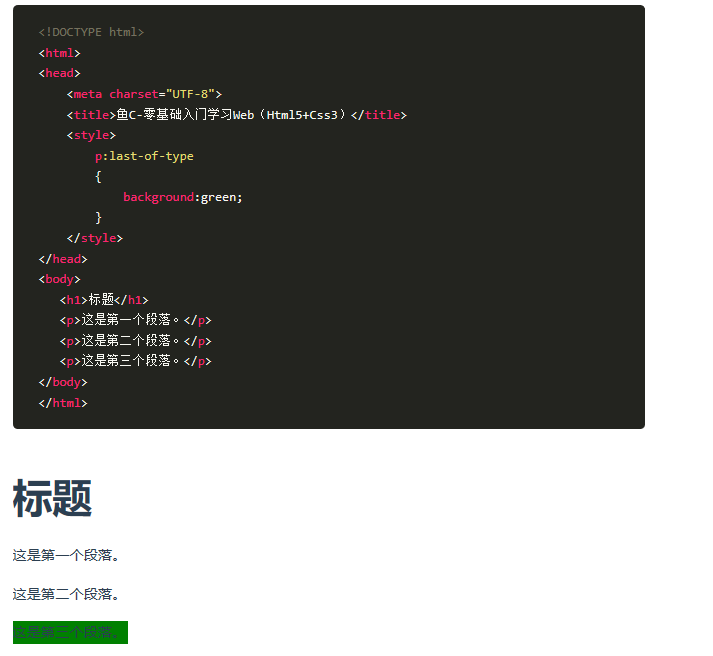 <!DOCTYPE html>
<html>
<head>
<meta charset="UTF-8">
<title>鱼C-零基础入门学习Web（Html5+Css3）</title>
<style>
p:last-of-type
{
background:green;
}
</style>
</head>
<body>
<h1>标题</h1>
<p>这是第一个段落。</p>
<p>这是第二个段落。</p>
<p>这是第三个段落。</p>
</body>
</html>
标题
这是第一个段落。
这是第二个段落。
这是第三个段落。